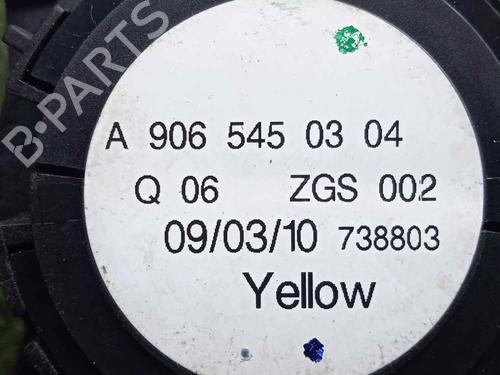 B-PARTS
A 906 545 03 04
Q 06 ZGS 002
09/03/10 738803
Yellow